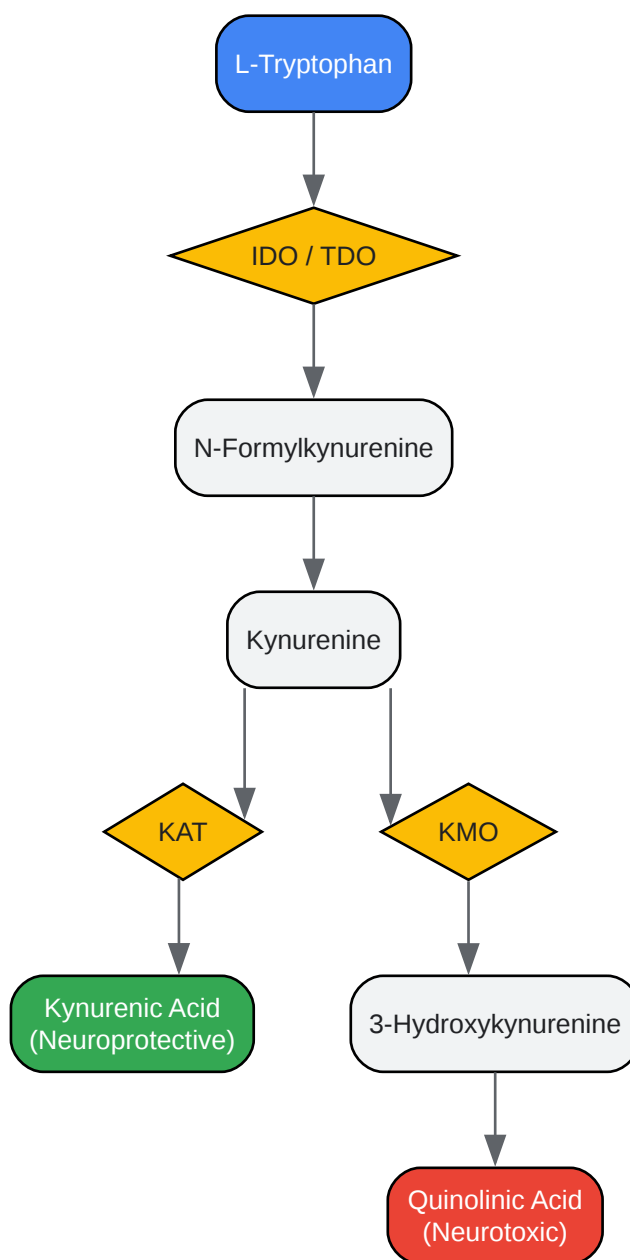 L-Tryptophan
IDO / TDO
N-Formylkynurenine
Kynurenine
KAT
KMO
Kynurenic Acid
(Neuroprotective)
3-Hydroxykynurenine
Quinolinic Acid
(Neurotoxic)